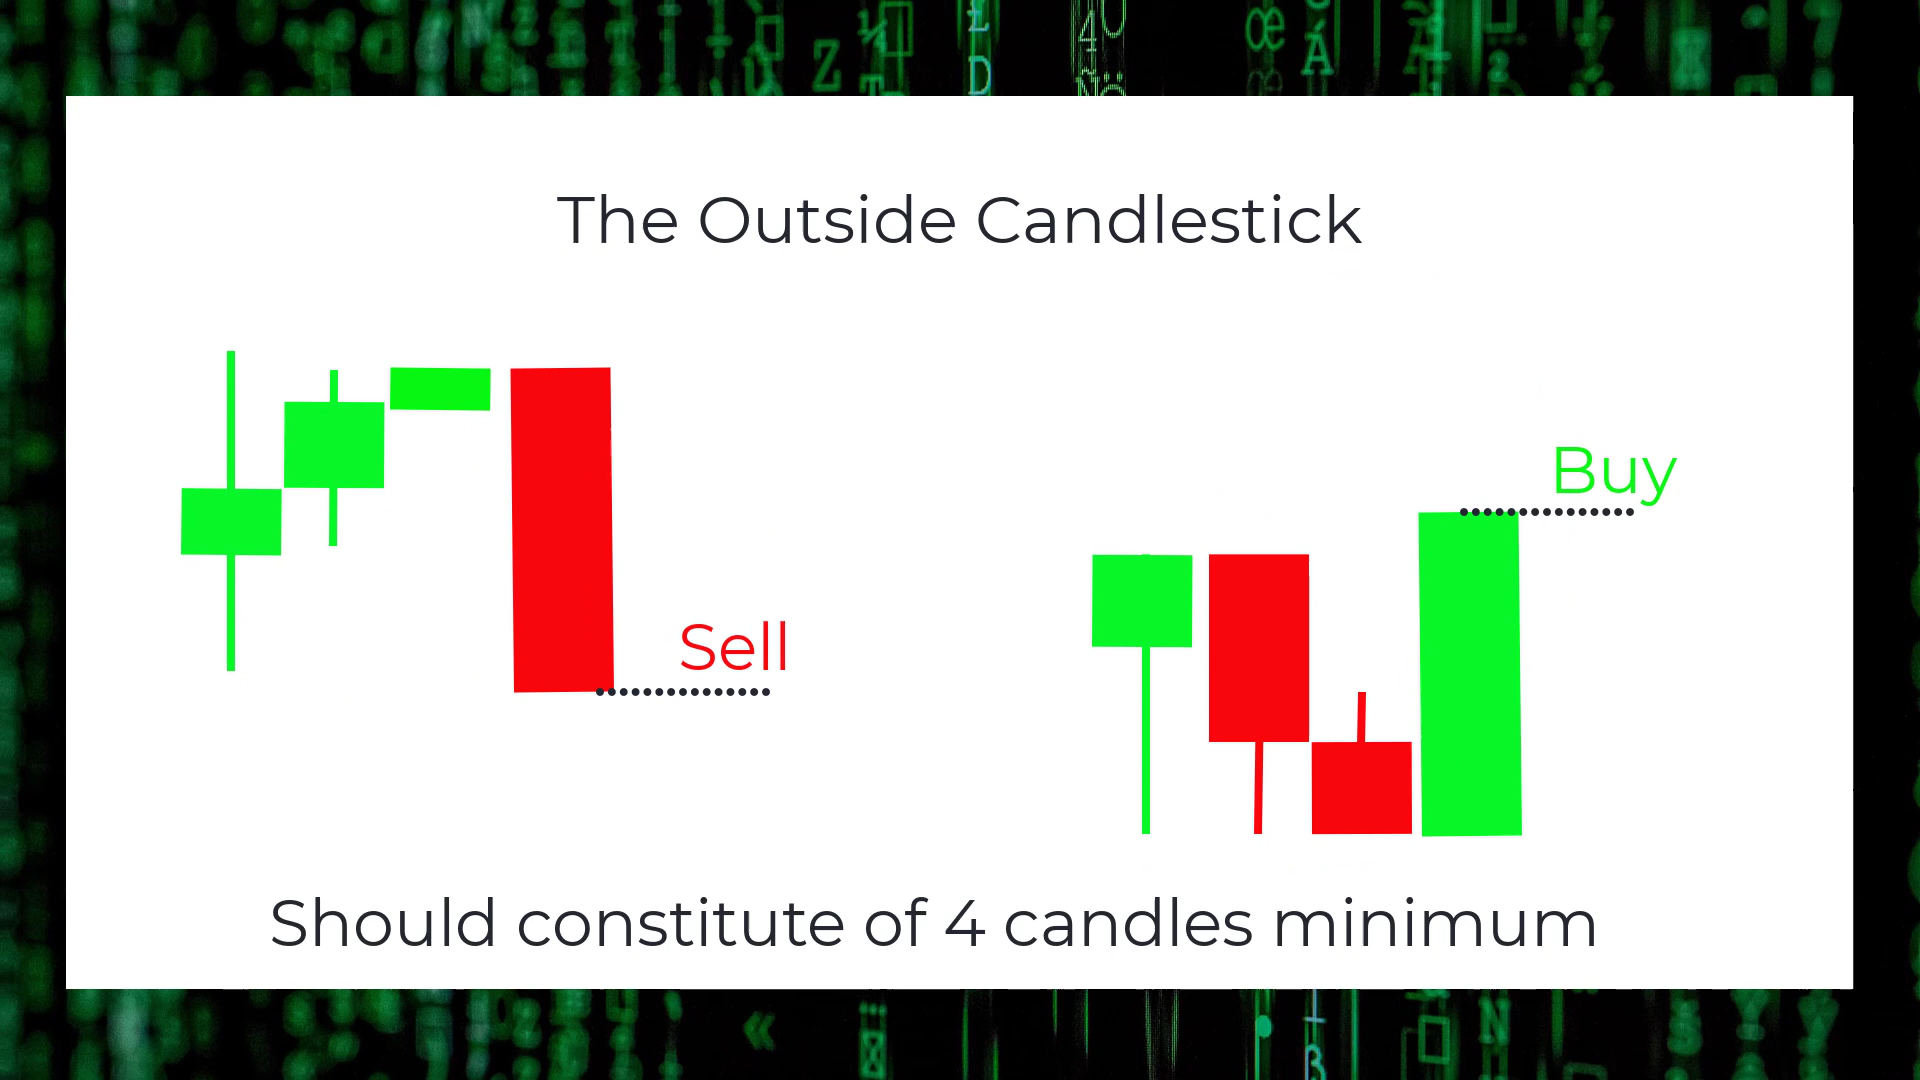 The Outside Candlestick
Sell
Buy
Should constitute of 4 candles minimum